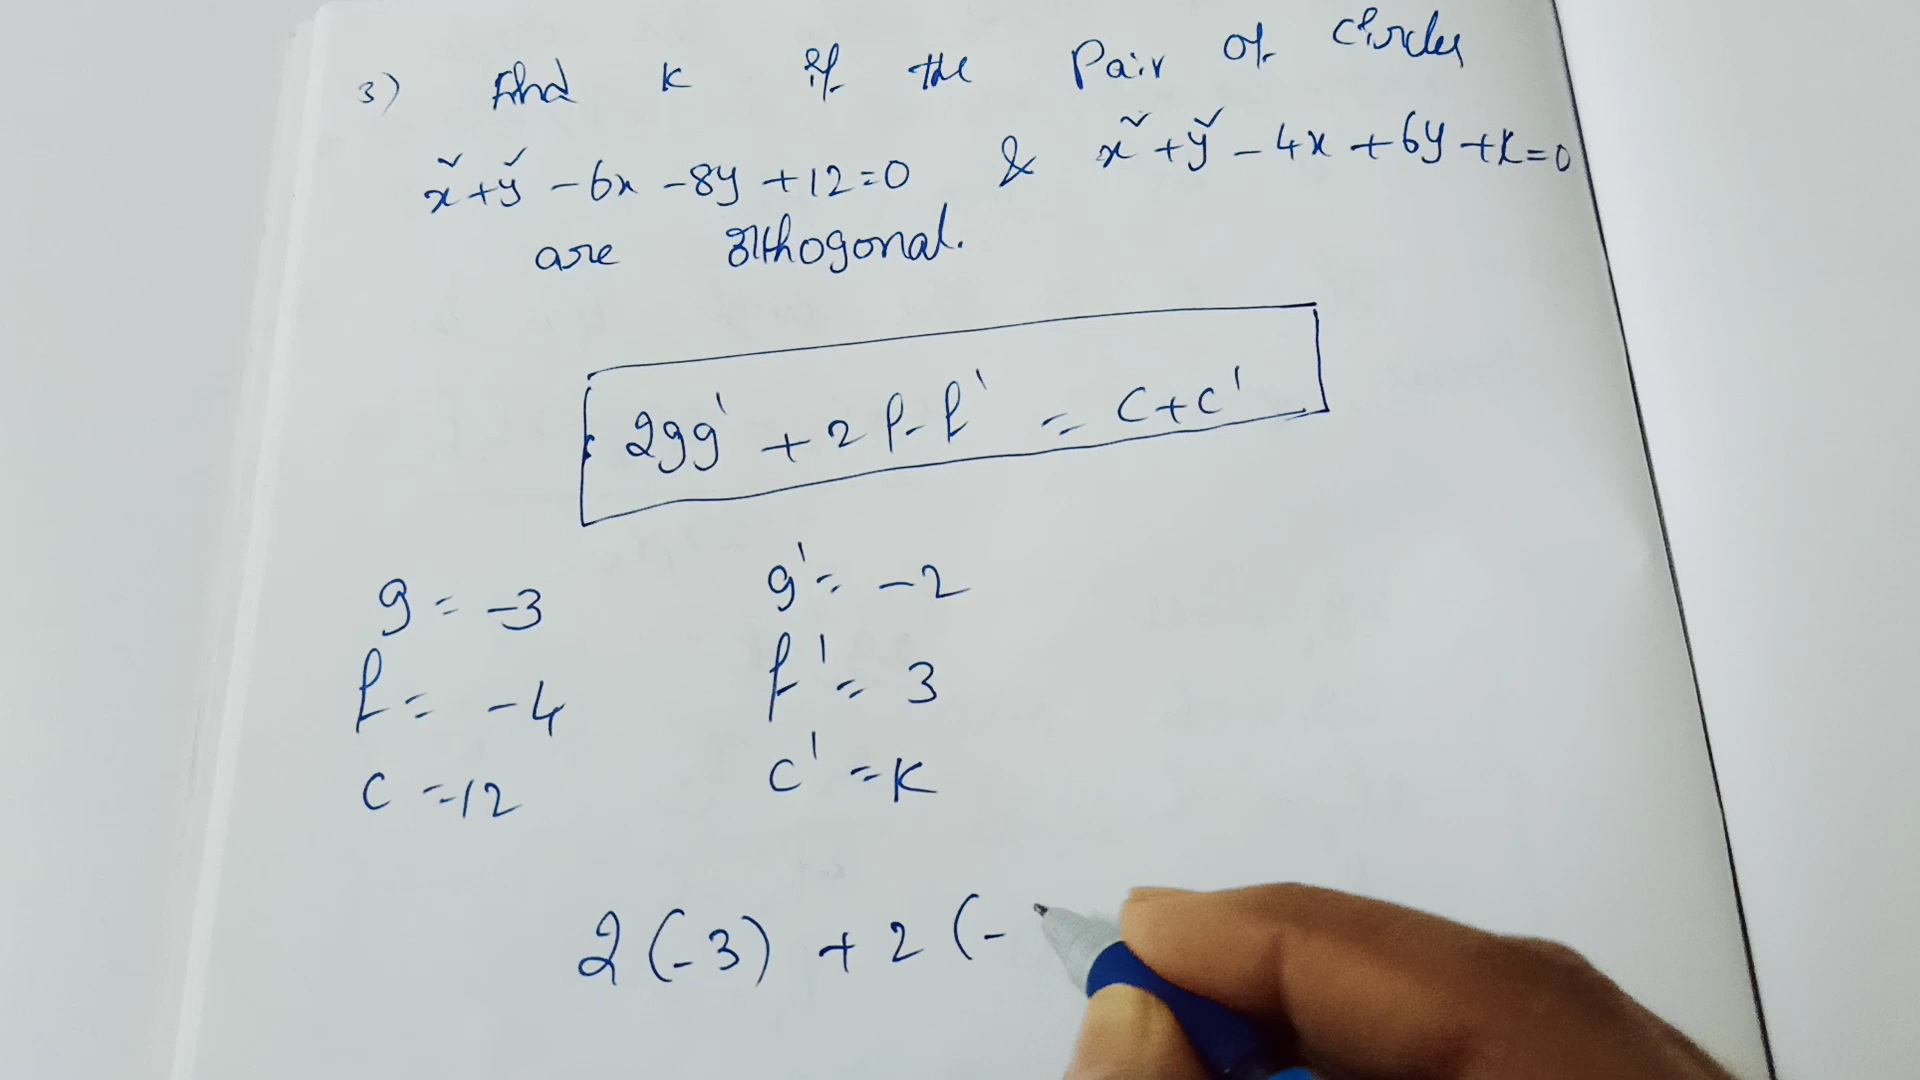 3) Find k if the Pair of circles
x²+y²-6x-8y+12=0 & x²+y²-4x+6y+k=0
are orthogonal.
2gg' + 2ff' = c+c'
g = -3 g' = -2
f = -4 f' = 3
c = 12 c' = k
2(-3) + 2(-